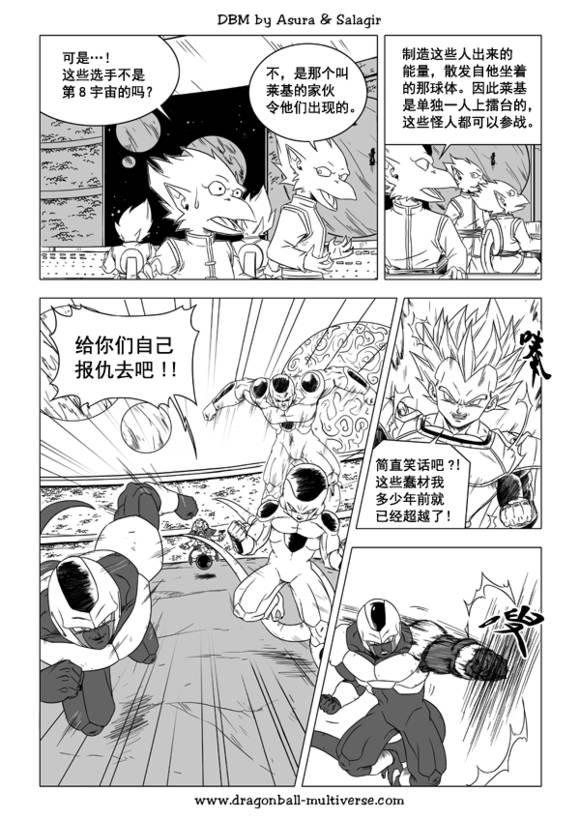 DBM by Asura & Salagir
可是…！
这些选手不是
第８宇宙的吗？
不，是那个叫
莱基的家伙
令他们出现的。
制造这些人出来的
能量，散发自他坐着
的那球体。因此莱基
是单独一人上擂台的，
这些怪人都可以参战。
给你们自己
报仇去吧！！
简直笑话吧？！
这些蠢材我
多少年前就
已经超越了！
www.dragonball-multiverse.com